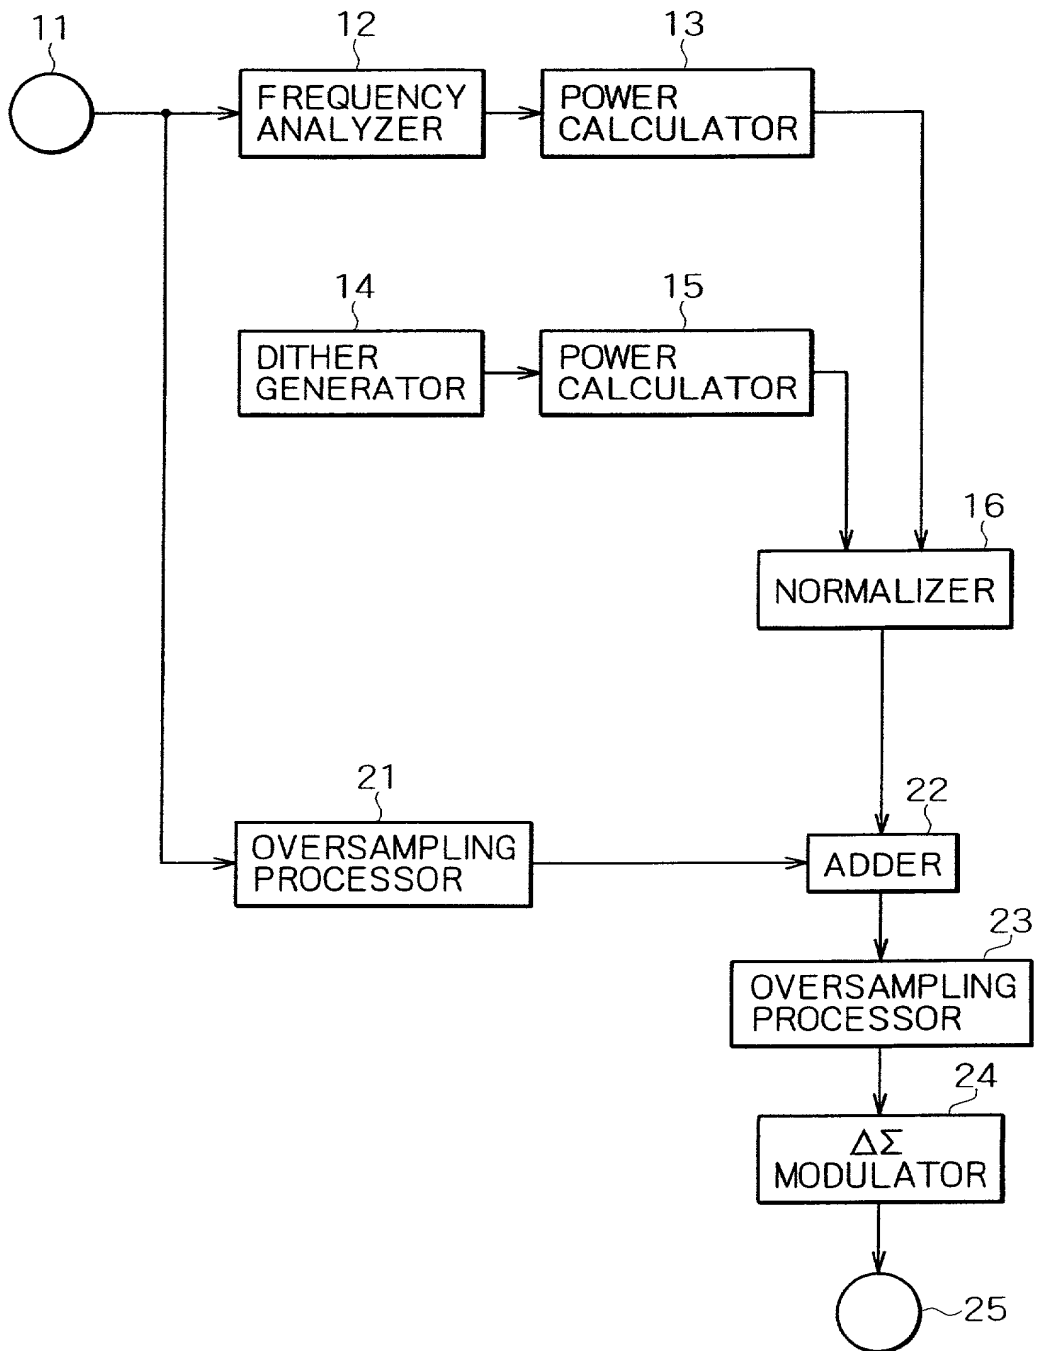 11
12
13
FREQUENCY
ANALYZER
POWER
CALCULATOR
14
15
DITHER
GENERATOR
POWER
CALCULATOR
16
NORMALIZER
21
22
OVERSAMPLING
PROCESSOR
ADDER
23
OVERSAMPLING
PROCESSOR
24
ΔΣ
MODULATOR
25